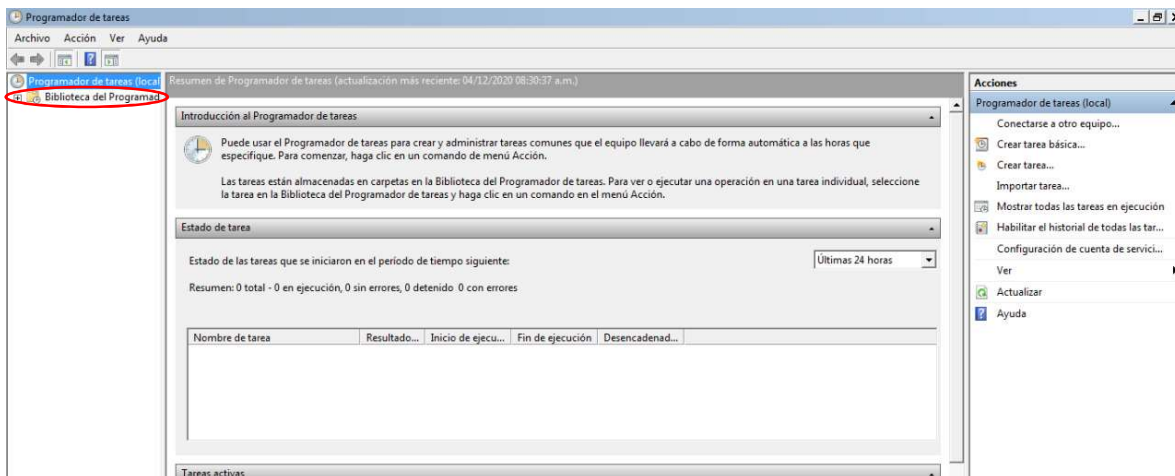 Programador de tareas
Archivo Acción Ver Ayuda
Programador de tareas (local
Biblioteca del Programad
Resumen de Programador de tareas (actualización más reciente: 04/12/2020 08:30:37 a.m.)
Introducción al Programador de tareas
Puede usar el Programador de tareas para crear y administrar tareas comunes que el equipo llevará a cabo de forma automática a las horas que
especifique. Para comenzar, haga clic en un comando de menú Acción.
Las tareas están almacenadas en carpetas en la Biblioteca del Programador de tareas. Para ver o ejecutar una operación en una tarea individual, seleccione
la tarea en la Biblioteca del Programador de tareas y haga clic en un comando en el menú Acción.
Estado de tarea
Estado de las tareas que se iniciaron en el período de tiempo siguiente:
Últimas 24 horas
Resumen: 0 total - 0 en ejecución, 0 sin errores, 0 detenido 0 con errores
Nombre de tarea Resultado... Inicio de ejecu... Fin de ejecución Desencadenad...
Tareas activas
Acciones
Programador de tareas (local)
Conectarse a otro equipo...
Crear tarea básica...
Crear tarea...
Importar tarea...
Mostrar todas las tareas en ejecución
Habilitar el historial de todas las tar...
Configuración de cuenta de servici...
Ver
Actualizar
Ayuda